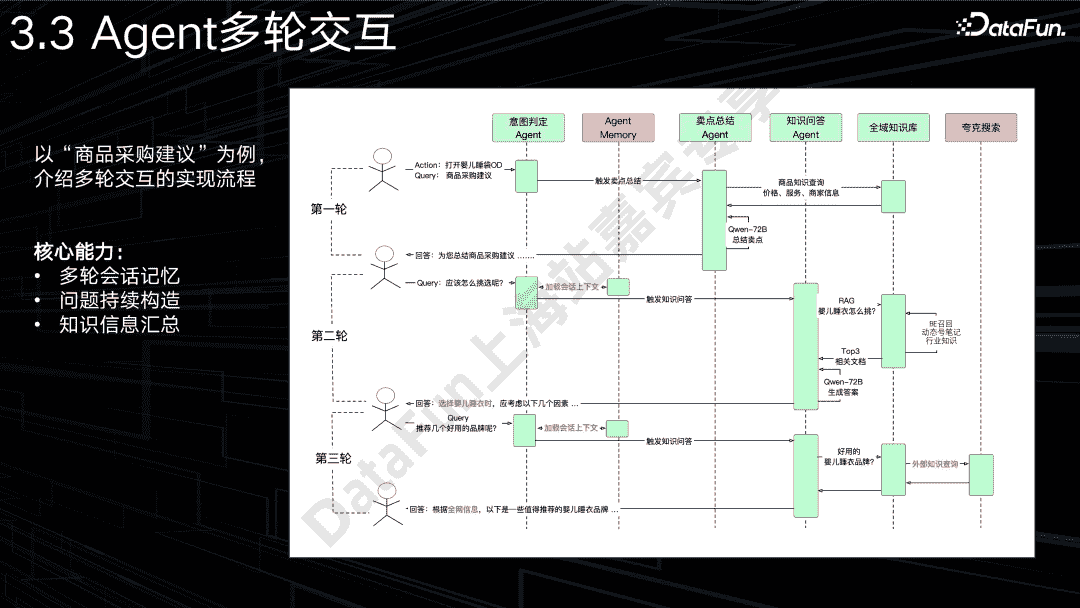 3.3 Agent多轮交互
DataFun.
以“商品采购建议”为例，
介绍多轮交互的实现流程
核心能力：
• 多轮会话记忆
• 问题持续构造
• 知识信息汇总
意图判定
Agent
Agent
Memory
卖点总结
Agent
知识问答
Agent
全域知识库
夸克搜索
第一轮
Action：打开婴儿睡袋OD
Query： 商品采购建议
触发卖点总结
商品知识查询
价格、服务、商家信息
Qwen-72B
总结卖点
回答：为您总结商品采购建议 ……
第二轮
Query：应该怎么挑选呢?
加载会话上下文
触发知识问答
RAG
婴儿睡衣怎么挑?
BE召回
动态号笔记
行业知识
Top3
相关文档
Qwen-72B
生成答案
回答：选择婴儿睡衣时，应考虑以下几个因素 ...
第三轮
Query
推荐几个好用的品牌呢?
加载会话上下文
触发知识问答
好用的
婴儿睡衣品牌?
外部知识查询
回答：根据全网信息，以下是一些值得推荐的婴儿睡衣品牌 ...
DataFun上海站嘉宾专享